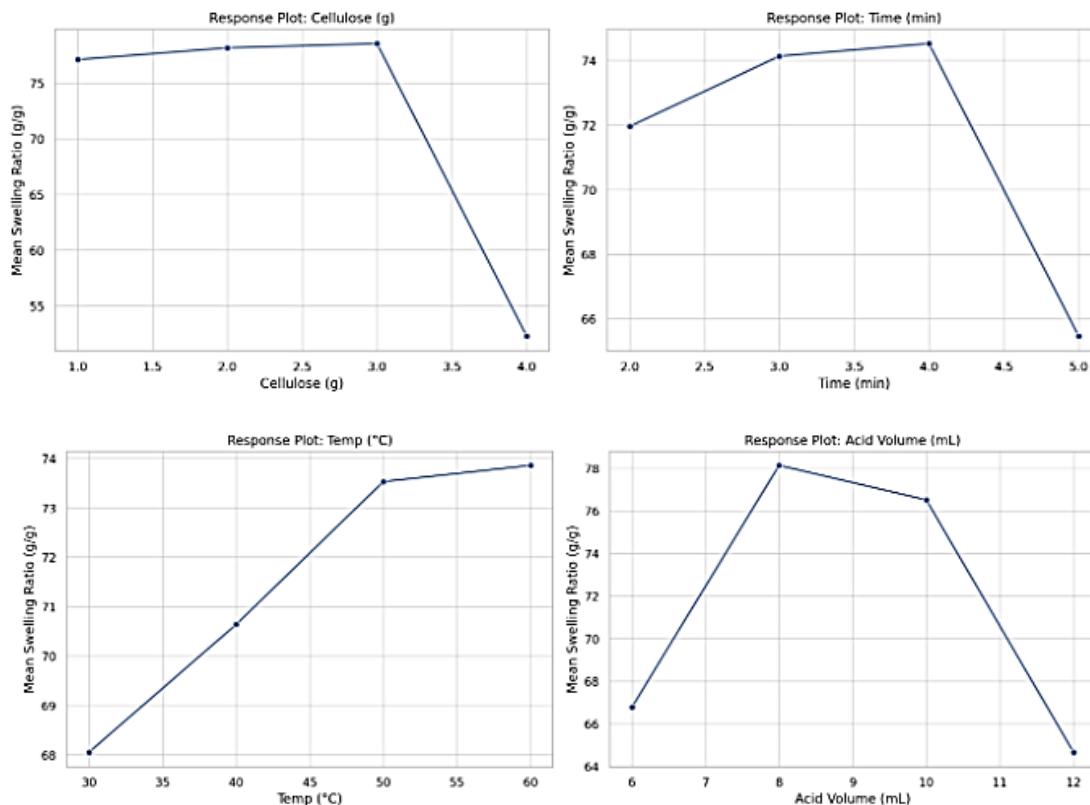 Response Plot: Cellulose (g)
Mean Swelling Ratio (g/g)
75
70
65
60
55
1.0 1.5 2.0 2.5 3.0 3.5 4.0
Cellulose (g)
Response Plot: Time (min)
Mean Swelling Ratio (g/g)
74
72
70
68
66
2.0 2.5 3.0 3.5 4.0 4.5 5.0
Time (min)
Response Plot: Temp (°C)
Mean Swelling Ratio (g/g)
74
73
72
71
70
69
68
30 35 40 45 50 55 60
Temp (°C)
Response Plot: Acid Volume (mL)
Mean Swelling Ratio (g/g)
78
76
74
72
70
68
66
64
6 7 8 9 10 11 12
Acid Volume (mL)